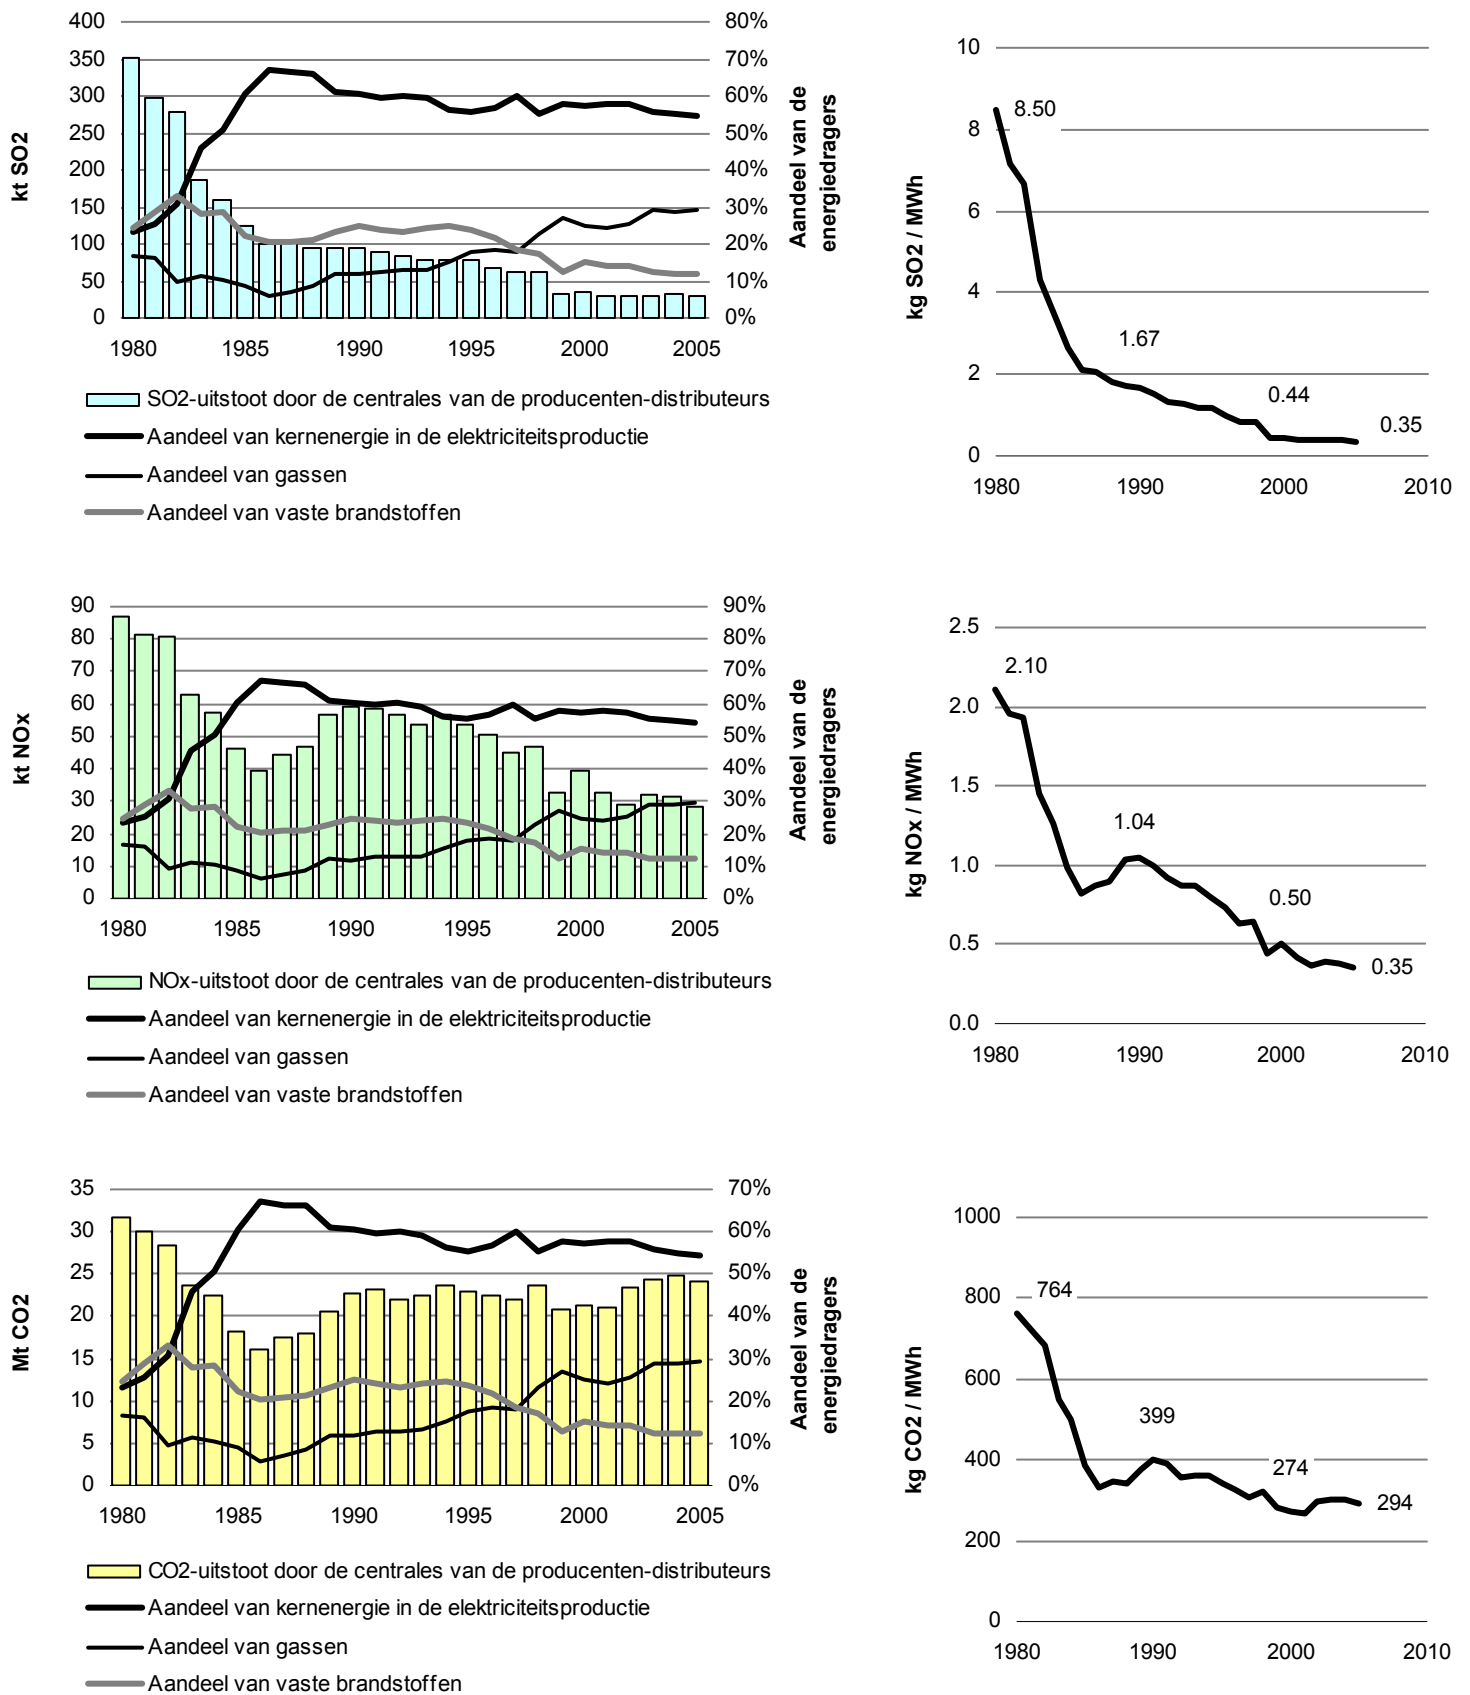 400
350
300
250
200
150
100
50
0
kt SO2
80%
70%
60%
50%
40%
30%
20%
10%
0%
Aandeel van de
energiedragers
1980 1985 1990 1995 2000 2005
SO2-uitstoot door de centrales van de producenten-distributeurs
Aandeel van kernenergie in de elektriciteitsproductie
Aandeel van gassen
Aandeel van vaste brandstoffen
10
8
6
4
2
0
kg SO2 / MWh
8.50
1.67
0.44
0.35
1980 1990 2000 2010
90
80
70
60
50
40
30
20
10
0
kt NOx
90%
80%
70%
60%
50%
40%
30%
20%
10%
0%
Aandeel van de
energiedragers
1980 1985 1990 1995 2000 2005
NOx-uitstoot door de centrales van de producenten-distributeurs
Aandeel van kernenergie in de elektriciteitsproductie
Aandeel van gassen
Aandeel van vaste brandstoffen
2.5
2.0
1.5
1.0
0.5
0.0
kg NOx / MWh
2.10
1.04
0.50
0.35
1980 1990 2000 2010
35
30
25
20
15
10
5
0
Mt CO2
70%
60%
50%
40%
30%
20%
10%
0%
Aandeel van de
energiedragers
1980 1985 1990 1995 2000 2005
CO2-uitstoot door de centrales van de producenten-distributeurs
Aandeel van kernenergie in de elektriciteitsproductie
Aandeel van gassen
Aandeel van vaste brandstoffen
1000
800
600
400
200
0
kg CO2 / MWh
764
399
274
294
1980 1990 2000 2010